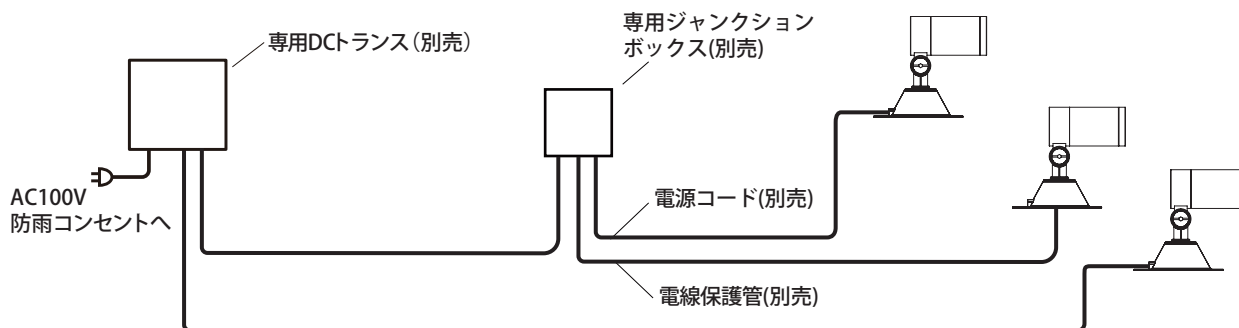 専用DCトランス（別売）
専用ジャンクション
ボックス(別売)
AC100V
防雨コンセントへ
電源コード(別売)
電線保護管(別売)